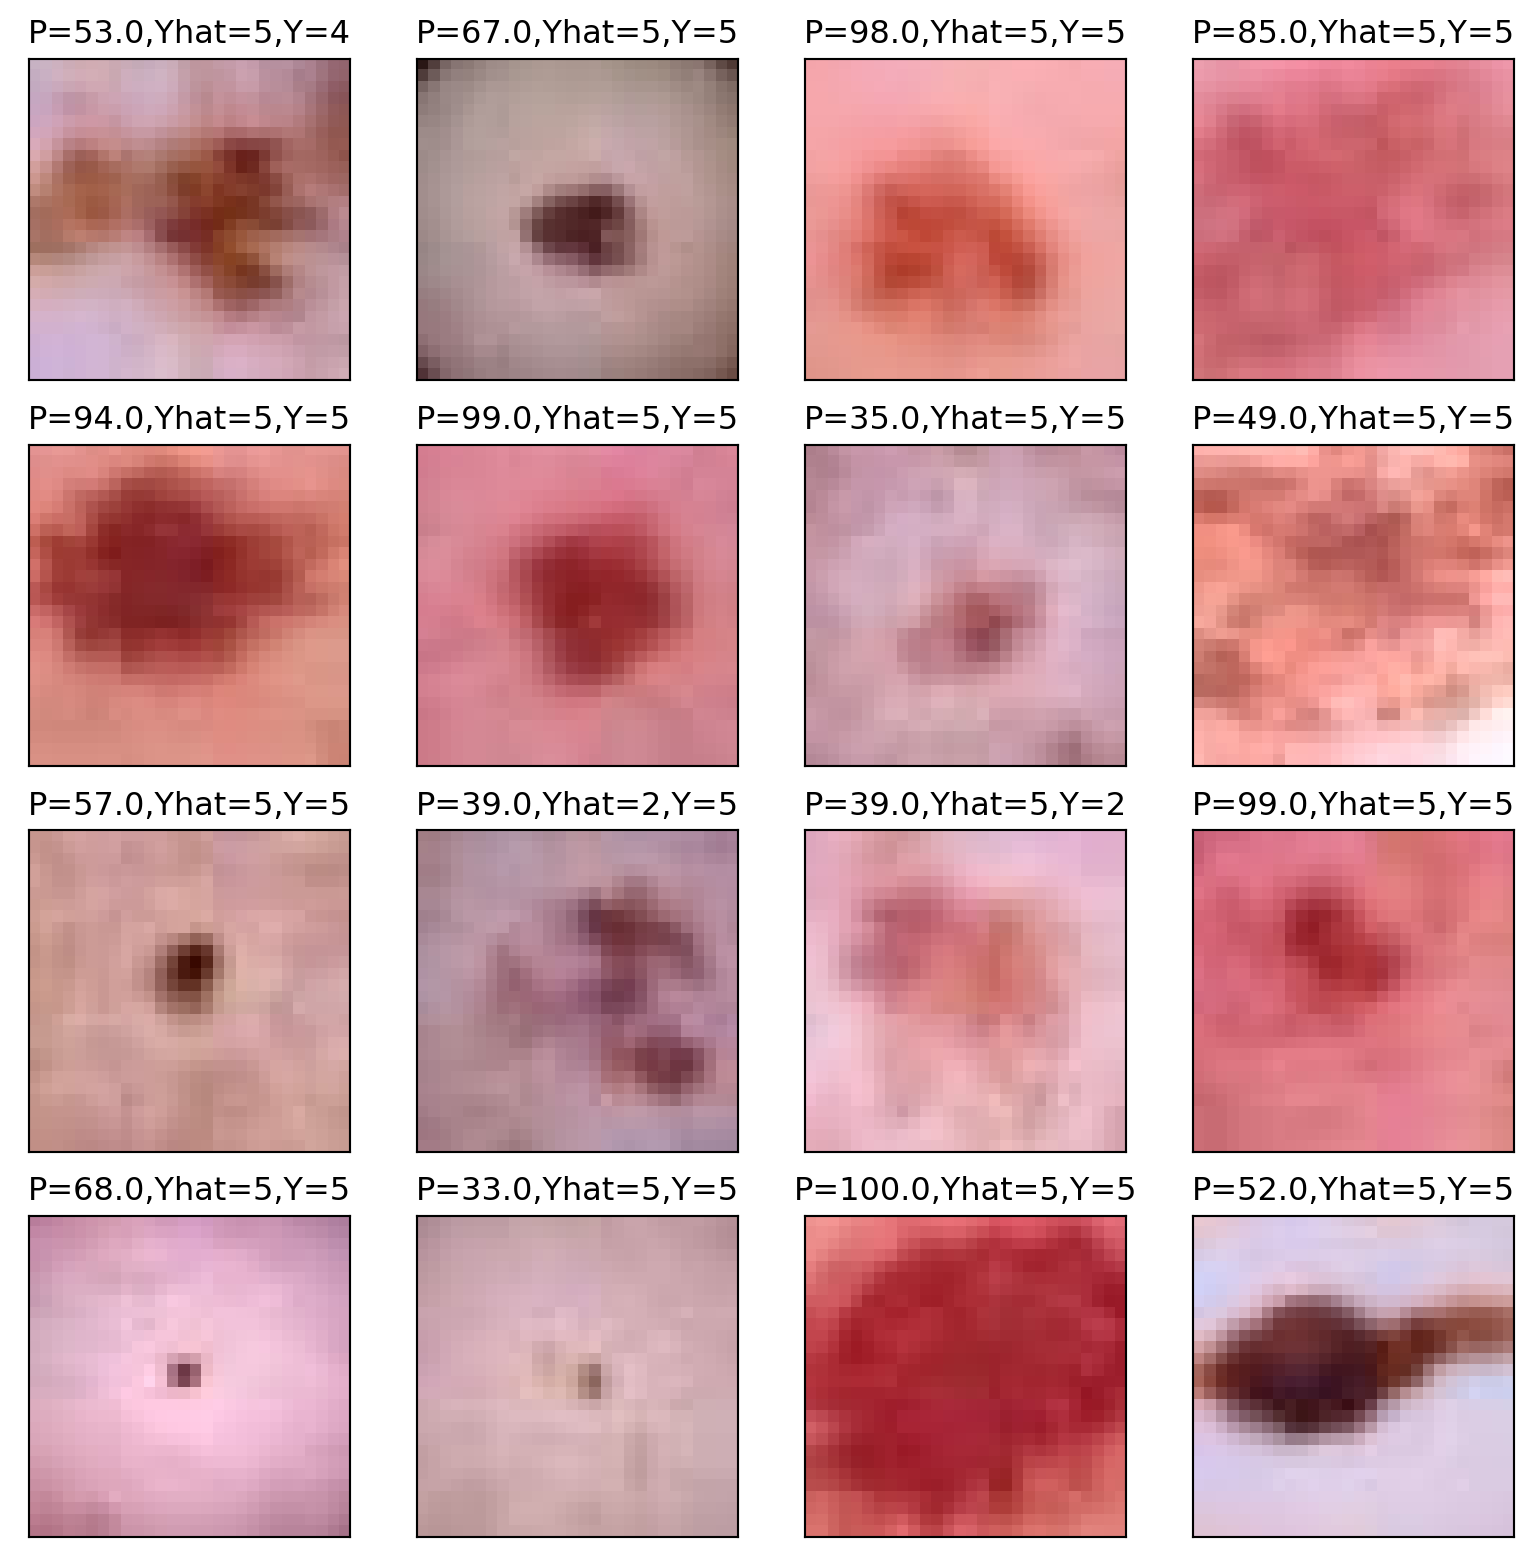 P=53.0,Yhat=5,Y=4 P=67.0,Yhat=5,Y=5 P=98.0,Yhat=5,Y=5 P=85.0,Yhat=5,Y=5
P=94.0,Yhat=5,Y=5 P=99.0,Yhat=5,Y=5 P=35.0,Yhat=5,Y=5 P=49.0,Yhat=5,Y=5
P=57.0,Yhat=5,Y=5 P=39.0,Yhat=2,Y=5 P=39.0,Yhat=5,Y=2 P=99.0,Yhat=5,Y=5
P=68.0,Yhat=5,Y=5 P=33.0,Yhat=5,Y=5 P=100.0,Yhat=5,Y=5 P=52.0,Yhat=5,Y=5